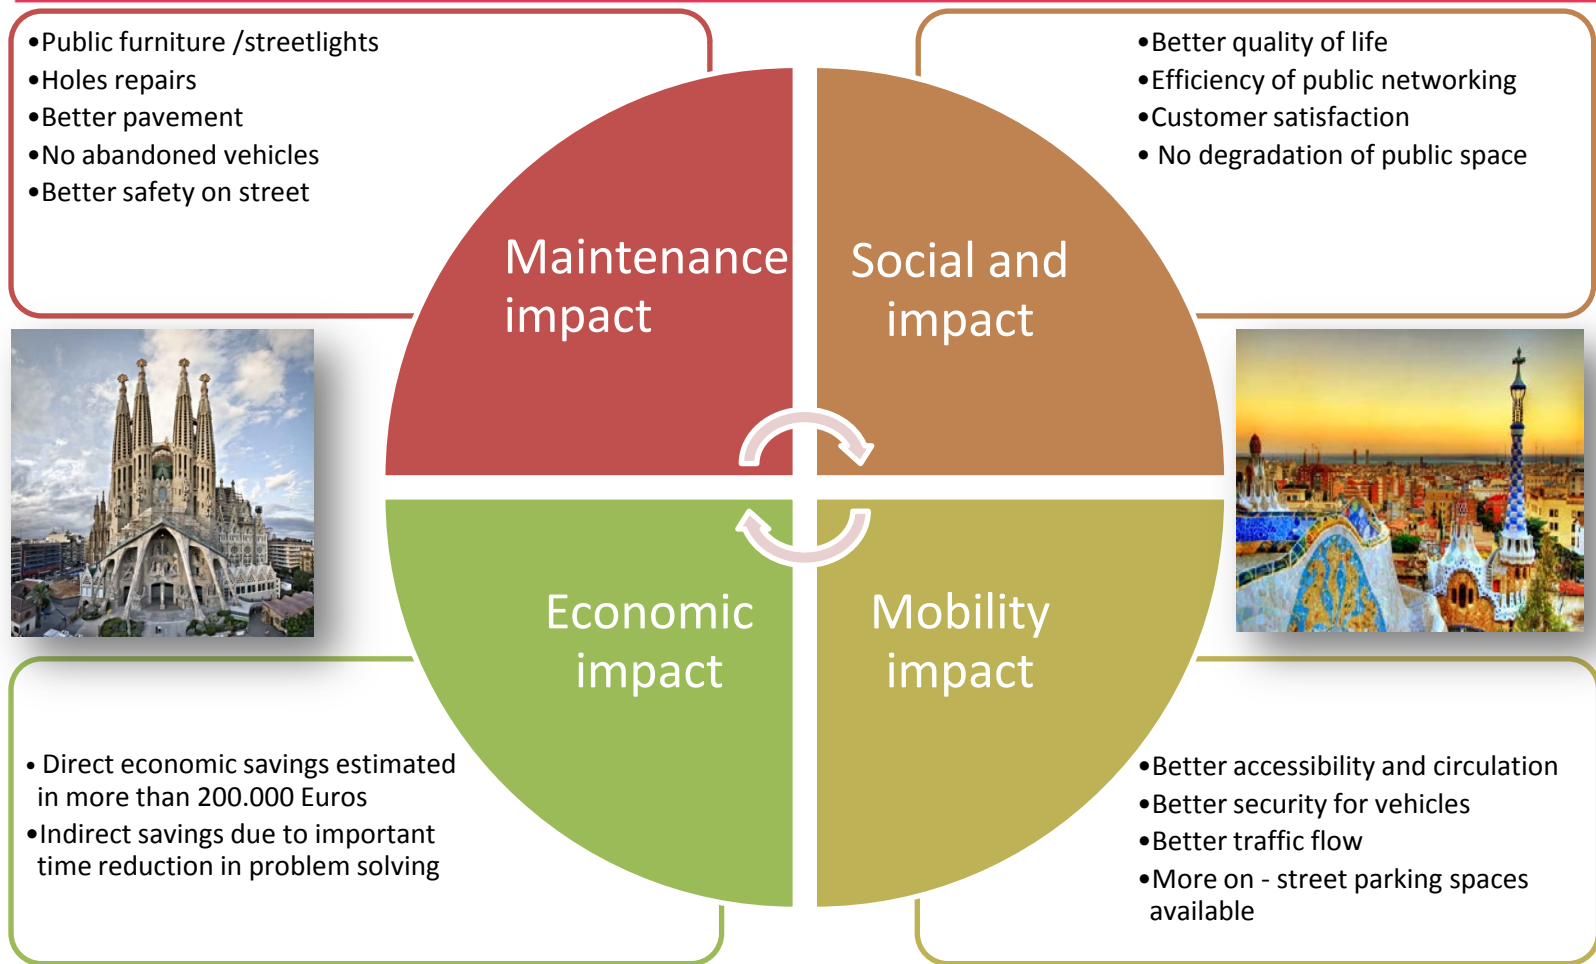 •Public furniture /streetlights
•Holes repairs
•Better pavement
•No abandoned vehicles
•Better safety on street
•Better quality of life
•Efficiency of public networking
•Customer satisfaction
• No degradation of public space
Maintenance
impact
Social and
impact
Economic
impact
Mobility
impact
• Direct economic savings estimated
in more than 200.000 Euros
•Indirect savings due to important
time reduction in problem solving
•Better accessibility and circulation
•Better security for vehicles
•Better traffic flow
•More on - street parking spaces
available